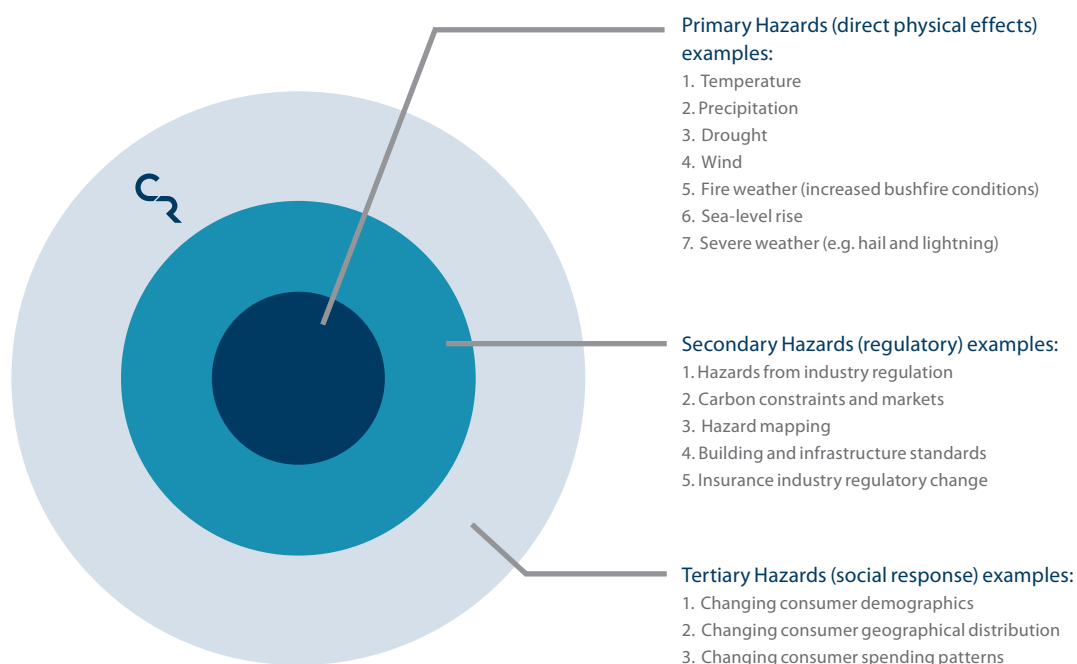 Primary Hazards (direct physical effects)
examples:
1. Temperature
2. Precipitation
3. Drought
4. Wind
5. Fire weather (increased bushfire conditions)
6. Sea-level rise
7. Severe weather (e.g. hail and lightning)
CR
Secondary Hazards (regulatory) examples:
1. Hazards from industry regulation
2. Carbon constraints and markets
3. Hazard mapping
4. Building and infrastructure standards
5. Insurance industry regulatory change
Tertiary Hazards (social response) examples:
1. Changing consumer demographics
2. Changing consumer geographical distribution
3. Changing consumer spending patterns